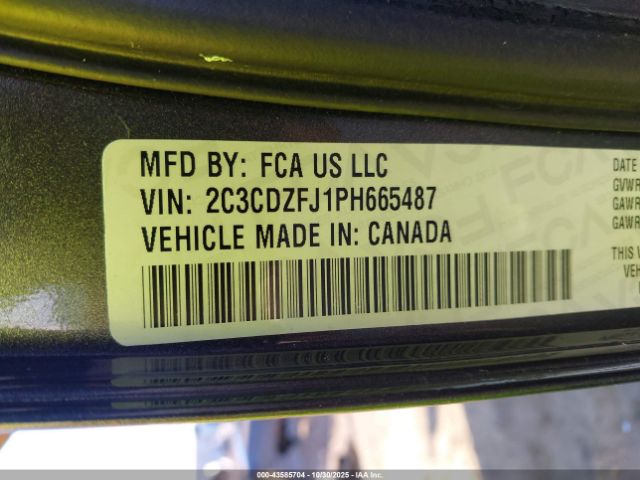 MFD BY: FCA US LLC
VIN: 2C3CDZFJ1PH665487
VEHICLE MADE IN: CANADA
DATE
GVWR
GAWR
GAWR
THIS V
VEH
00-43585704 - 10/30/2025 - IAA Inc.